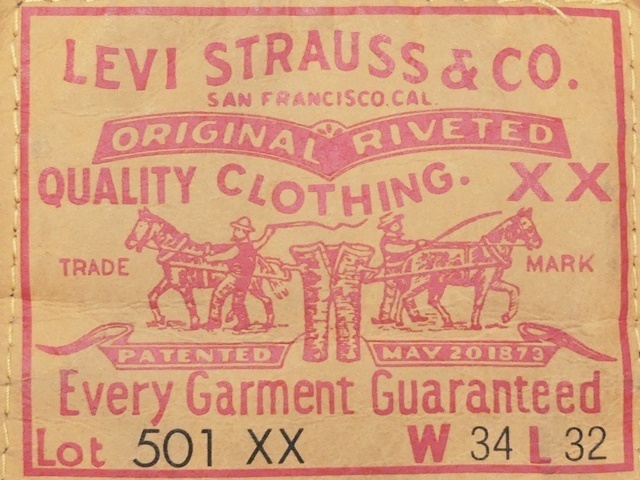 LEVI STRAUSS & CO.
SAN FRANCISCO, CAL.
ORIGINAL RIVETED
QUALITY CLOTHING. XX
TRADE MARK
PATENTED MAY 20 1873
Every Garment Guaranteed
Lot 501 XX W 34 L 32